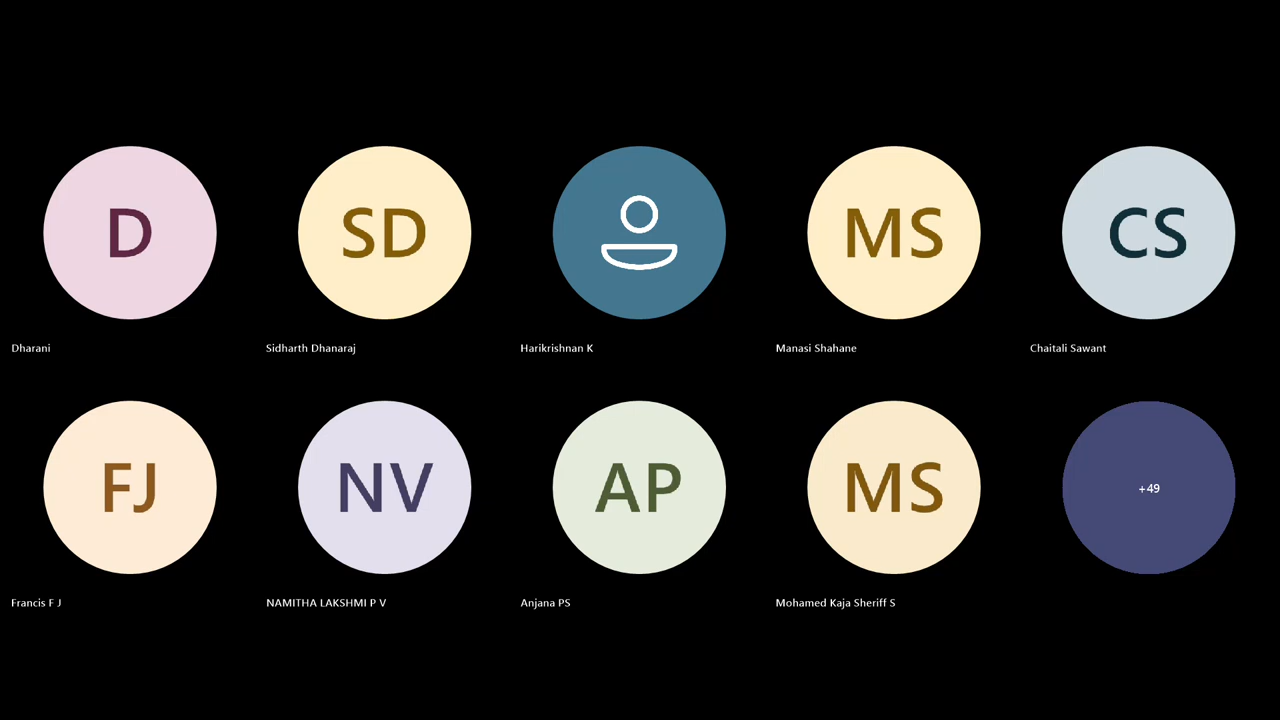 D
SD
MS
CS
Dharani
Sidharth Dhanaraj
Harikrishnan K
Manasi Shahane
Chaitali Sawant
FJ
NV
AP
MS
+49
Francis F J
NAMITHA LAKSHMI P V
Anjana PS
Mohamed Kaja Sheriff S